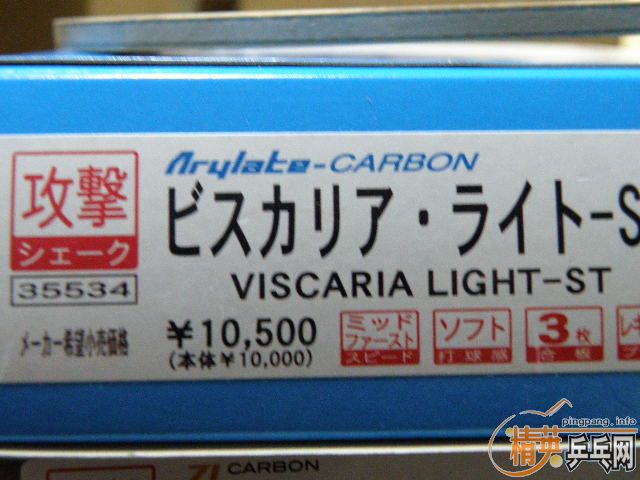 Arylate-CARBON
攻撃
シェーク
35534
ビスカリア・ライト-S
VISCARIA LIGHT-ST
メーカー希望小売価格
¥10,500
(本体¥10,000)
ミッド
ファースト
スピード
ソフト
打球感
3枚
合板
レギ
CARBON
pingpang.info
精英乒乓网